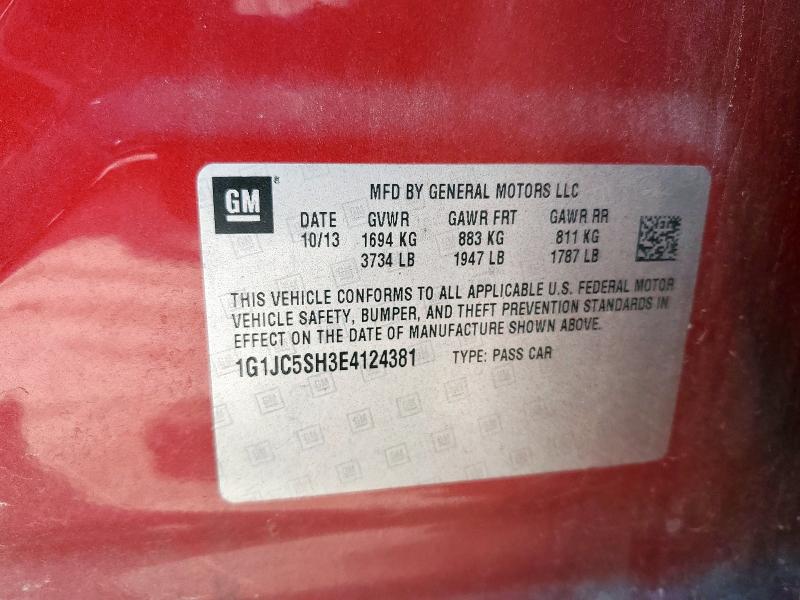 GM®
MFD BY GENERAL MOTORS LLC
DATE GVWR GAWR FRT GAWR RR
10/13 1694 KG 883 KG 811 KG
3734 LB 1947 LB 1787 LB
THIS VEHICLE CONFORMS TO ALL APPLICABLE U.S. FEDERAL MOTOR
VEHICLE SAFETY, BUMPER, AND THEFT PREVENTION STANDARDS IN
EFFECT ON THE DATE OF MANUFACTURE SHOWN ABOVE.
1G1JC5SH3E4124381 TYPE: PASS CAR